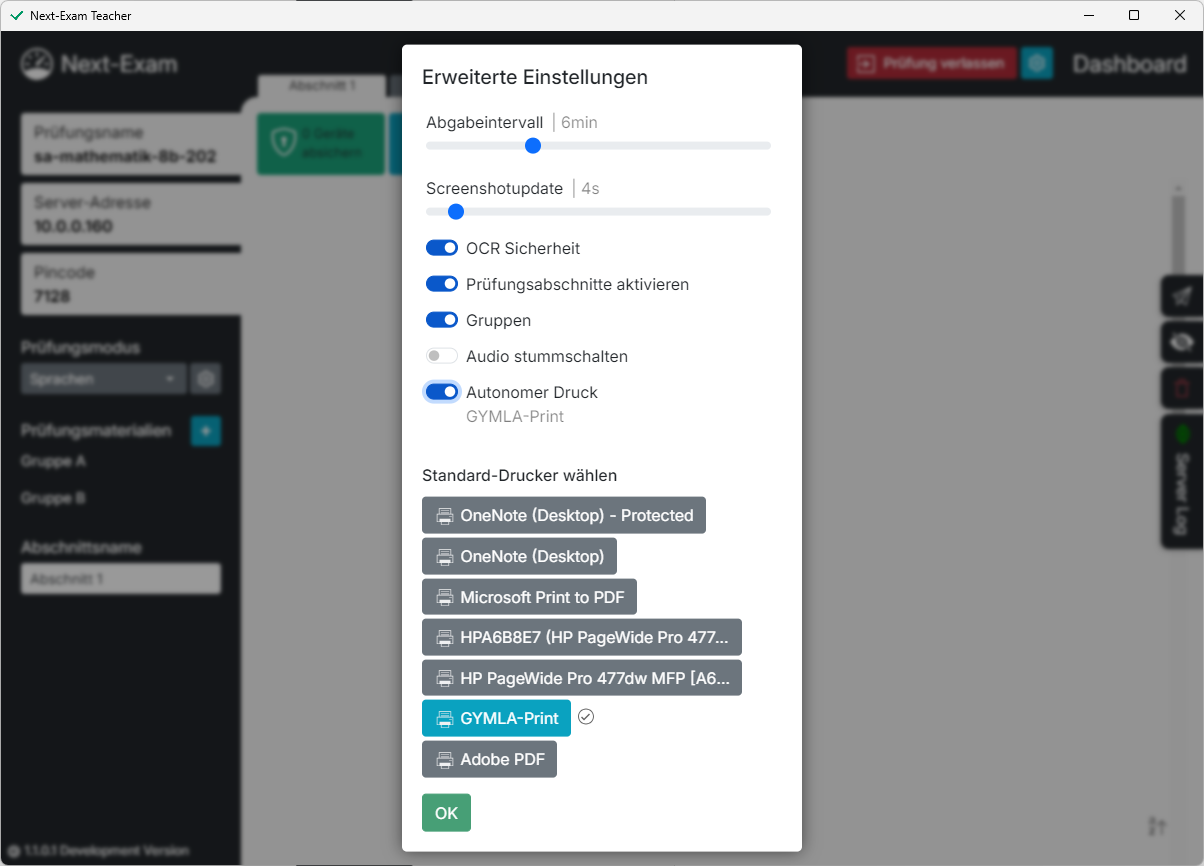 Next-Exam Teacher
Next-Exam
Prüfung verlassen
Dashboard
Abschnitt 1
0 Geräte
absichern
Prüfungsname
sa-mathematik-8b-202
Server-Adresse
10.0.0.160
Pincode
7128
Prüfungsmodus
Sprachen
Prüfungsmaterialien
Gruppe A
Gruppe B
Abschnittsname
Abschnitt 1
1.1.0.1 Development Version
Erweiterte Einstellungen
Abgabeintervall | 6min
Screenshotupdate | 4s
OCR Sicherheit
Prüfungsabschnitte aktivieren
Gruppen
Audio stummschalten
Autonomer Druck
GYMLA-Print
Standard-Drucker wählen
OneNote (Desktop) - Protected
OneNote (Desktop)
Microsoft Print to PDF
HPA6B8E7 (HP PageWide Pro 477...
HP PageWide Pro 477dw MFP [A6...
GYMLA-Print
Adobe PDF
OK
Server Log